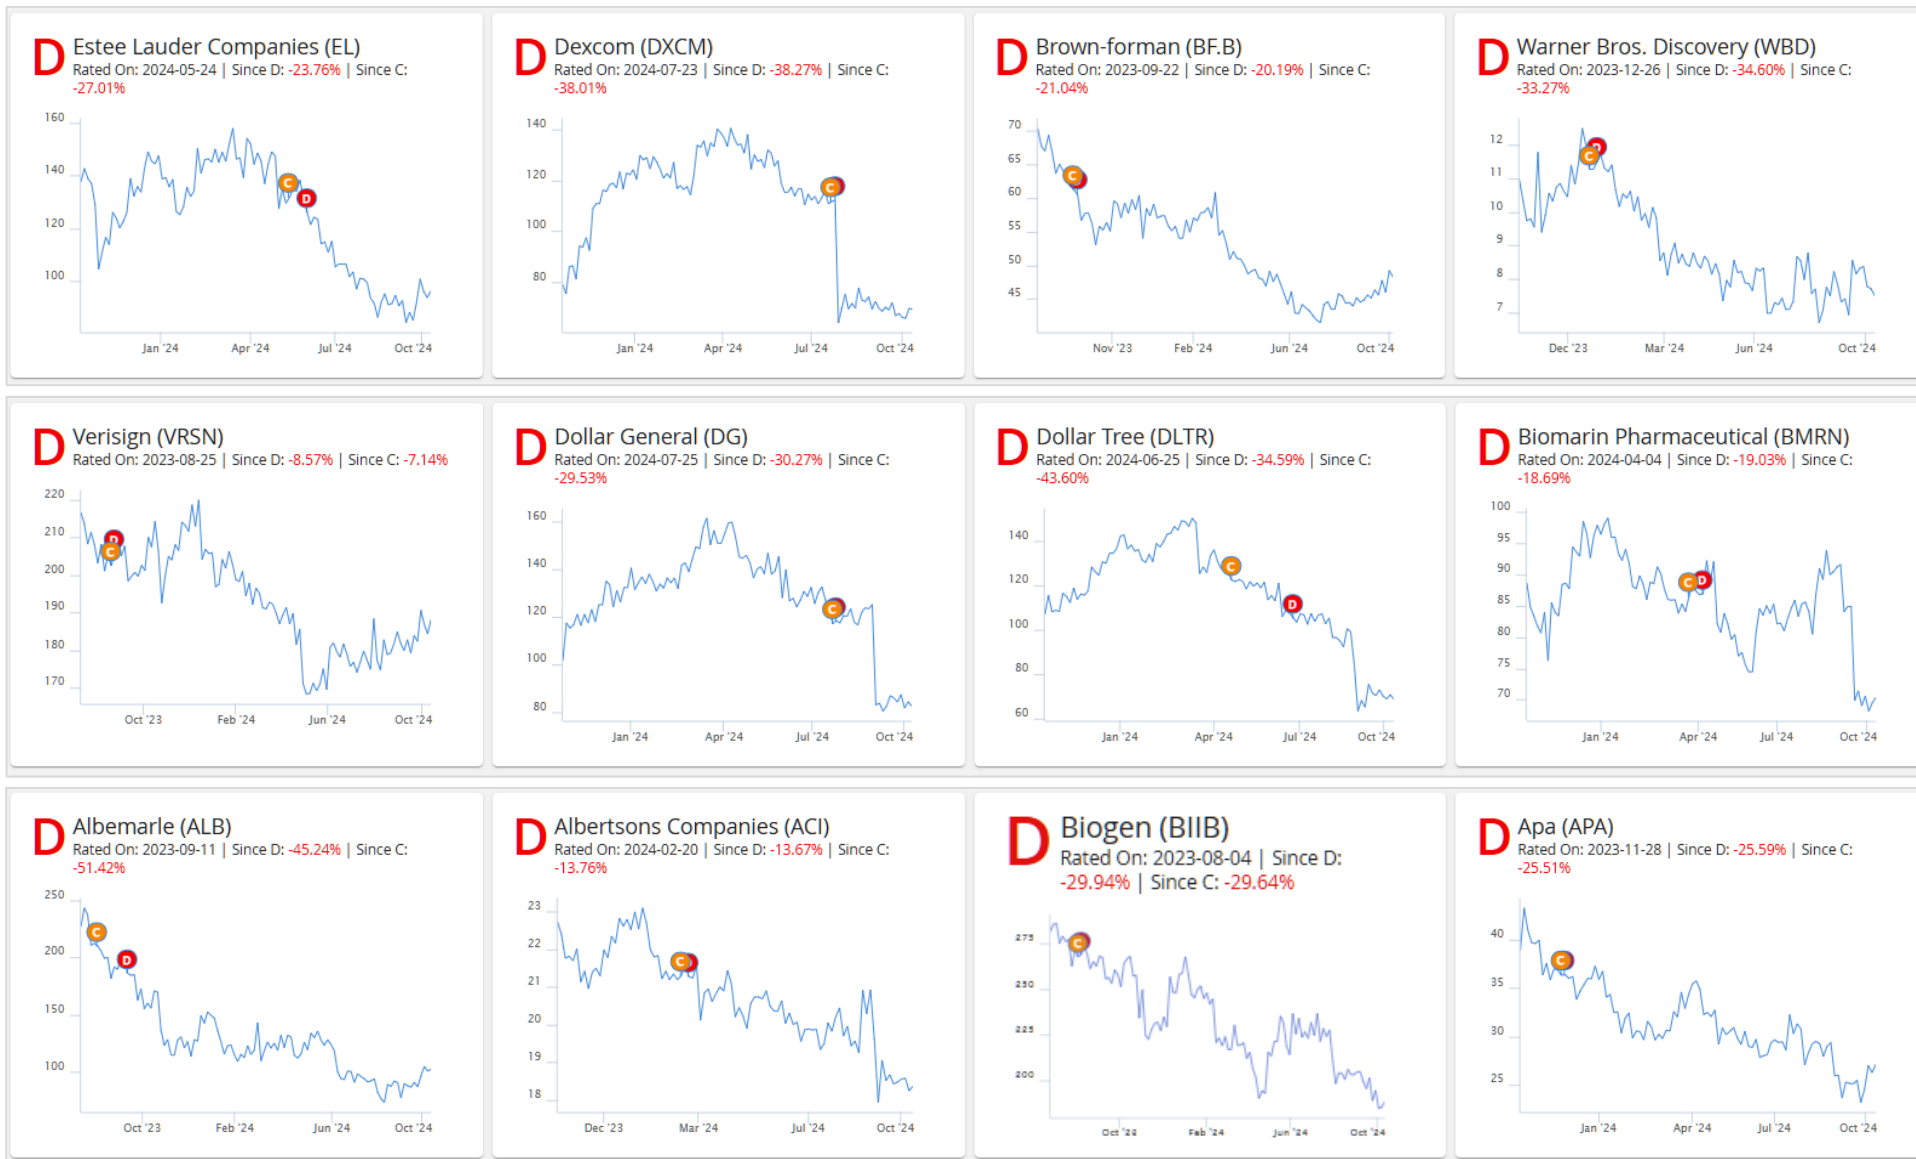 D Estee Lauder Companies (EL)
Rated On: 2024-05-24 | Since D: -23.76% | Since C:
-27.01%
160
140
120
100
C
D
Jan '24 Apr '24 Jul '24 Oct '24
D Dexcom (DXCM)
Rated On: 2024-07-23 | Since D: -38.27% | Since C:
-38.01%
140
120
100
80
C
Jan '24 Apr '24 Jul '24 Oct '24
D Brown-forman (BF.B)
Rated On: 2023-09-22 | Since D: -20.19% | Since C:
-21.04%
70
65
60
55
50
45
C D
Nov '23 Feb '24 Jun '24 Oct '24
D Warner Bros. Discovery (WBD)
Rated On: 2023-12-26 | Since D: -34.60% | Since C:
-33.27%
12
11
10
9
8
7
C D
Dec '23 Mar '24 Jun '24 Oct '24
D Verisign (VRSN)
Rated On: 2023-08-25 | Since D: -8.57% | Since C: -7.14%
220
210
200
190
180
170
D
C
Oct '23 Feb '24 Jun '24 Oct '24
D Dollar General (DG)
Rated On: 2024-07-25 | Since D: -30.27% | Since C:
-29.53%
160
140
120
100
80
C
Jan '24 Apr '24 Jul '24 Oct '24
D Dollar Tree (DLTR)
Rated On: 2024-06-25 | Since D: -34.59% | Since C:
-43.60%
140
120
100
80
60
C
D
Jan '24 Apr '24 Jul '24 Oct '24
D Biomarin Pharmaceutical (BMRN)
Rated On: 2024-04-04 | Since D: -19.03% | Since C:
-18.69%
100
95
90
85
80
75
70
C D
Jan '24 Apr '24 Jul '24 Oct '24
D Albemarle (ALB)
Rated On: 2023-09-11 | Since D: -45.24% | Since C:
-51.42%
250
200
150
100
C
D
Oct '23 Feb '24 Jun '24 Oct '24
D Albertsons Companies (ACI)
Rated On: 2024-02-20 | Since D: -13.67% | Since C:
-13.76%
23
22
21
20
19
18
C D
Dec '23 Mar '24 Jul '24 Oct '24
D Biogen (BIIB)
Rated On: 2023-08-04 | Since D:
-29.94% | Since C: -29.64%
275
250
225
200
C
Oct '23 Feb '24 Jun '24 Oct '24
D Apa (APA)
Rated On: 2023-11-28 | Since D: -25.59% | Since C:
-25.51%
40
35
30
25
C
Jan '24 Apr '24 Jul '24 Oct '24